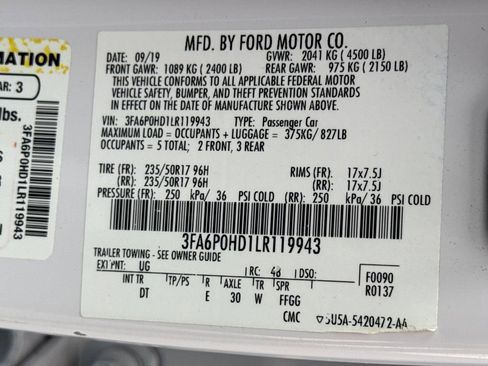 MATION
AR: 3
lbs.
3FA6P0HD1LR119943
MFD. BY FORD MOTOR CO.
DATE: 09/19 GVWR: 2041 KG (4500 LB)
FRONT GAWR: 1089 KG (2400 LB) REAR GAWR: 975 KG (2150 LB)
THIS VEHICLE CONFORMS TO ALL APPLICABLE FEDERAL MOTOR
VEHICLE SAFETY, BUMPER, AND THEFT PREVENTION STANDARDS
IN EFFECT ON THE DATE OF MANUFACTURE SHOWN ABOVE.
VIN: 3FA6P0HD1LR119943 TYPE: Passenger Car
MAXIMUM LOAD = OCCUPANTS + LUGGAGE = 375KG/ 827LB
OCCUPANTS = 5 TOTAL; 2 FRONT, 3 REAR
TIRE (FR): 235/50R17 96H RIMS (FR): 17x7.5J
(RR): 235/50R17 96H (RR): 17x7.5J
PRESSURE (FR): 250 kPa/ 36 PSI COLD (RR): 250 kPa/ 36 PSI COLD
3FA6P0HD1LR119943
TRAILER TOWING - SEE OWNER GUIDE
EXT PNT: UG RC: 48 DSO: F0090
R0137
INT TR TP/PS R AXLE TR SPR
DT E 30 W FFGG
CMC 5U5A-5420472-AA